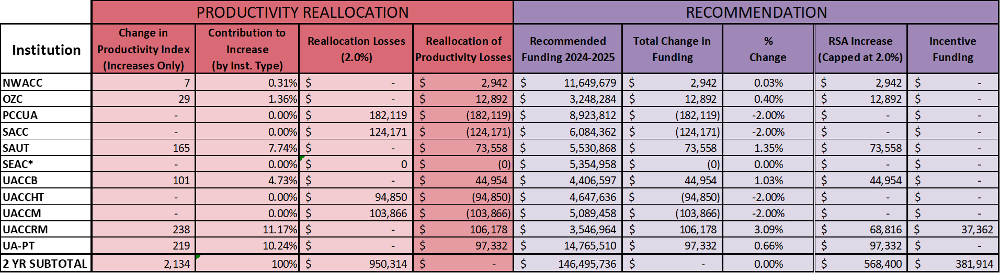 PRODUCTIVITY REALLOCATION RECOMMENDATION
Institution Change in Productivity Index (Increases Only) Contribution to Increase (by Inst. Type) Reallocation Losses (2.0%) Reallocation of Productivity Losses Recommended Funding 2024-2025 Total Change in Funding % Change RSA Increase (Capped at 2.0%) Incentive Funding
NWACC 7 0.31% $ - $ 2,942 $ 11,649,679 $ 2,942 0.03% $ 2,942 $ -
OZC 29 1.36% $ - $ 12,892 $ 3,248,284 $ 12,892 0.40% $ 12,892 $ -
PCCUA - 0.00% $ 182,119 $ (182,119) $ 8,923,812 $ (182,119) -2.00% $ - $ -
SACC - 0.00% $ 124,171 $ (124,171) $ 6,084,362 $ (124,171) -2.00% $ - $ -
SAUT 165 7.74% $ - $ 73,558 $ 5,530,868 $ 73,558 1.35% $ 73,558 $ -
SEAC* - 0.00% $ 0 $ (0) $ 5,354,958 $ (0) 0.00% $ - $ -
UACCB 101 4.73% $ - $ 44,954 $ 4,406,597 $ 44,954 1.03% $ 44,954 $ -
UACCHT - 0.00% $ 94,850 $ (94,850) $ 4,647,636 $ (94,850) -2.00% $ - $ -
UACCM - 0.00% $ 103,866 $ (103,866) $ 5,089,458 $ (103,866) -2.00% $ - $ -
UACCRM 238 11.17% $ - $ 106,178 $ 3,546,964 $ 106,178 3.09% $ 68,816 $ 37,362
UA-PT 219 10.24% $ - $ 97,332 $ 14,765,510 $ 97,332 0.66% $ 97,332 $ -
2 YR SUBTOTAL 2,134 100% $ 950,314 $ - $ 146,495,736 $ - 0.00% $ 568,400 $ 381,914